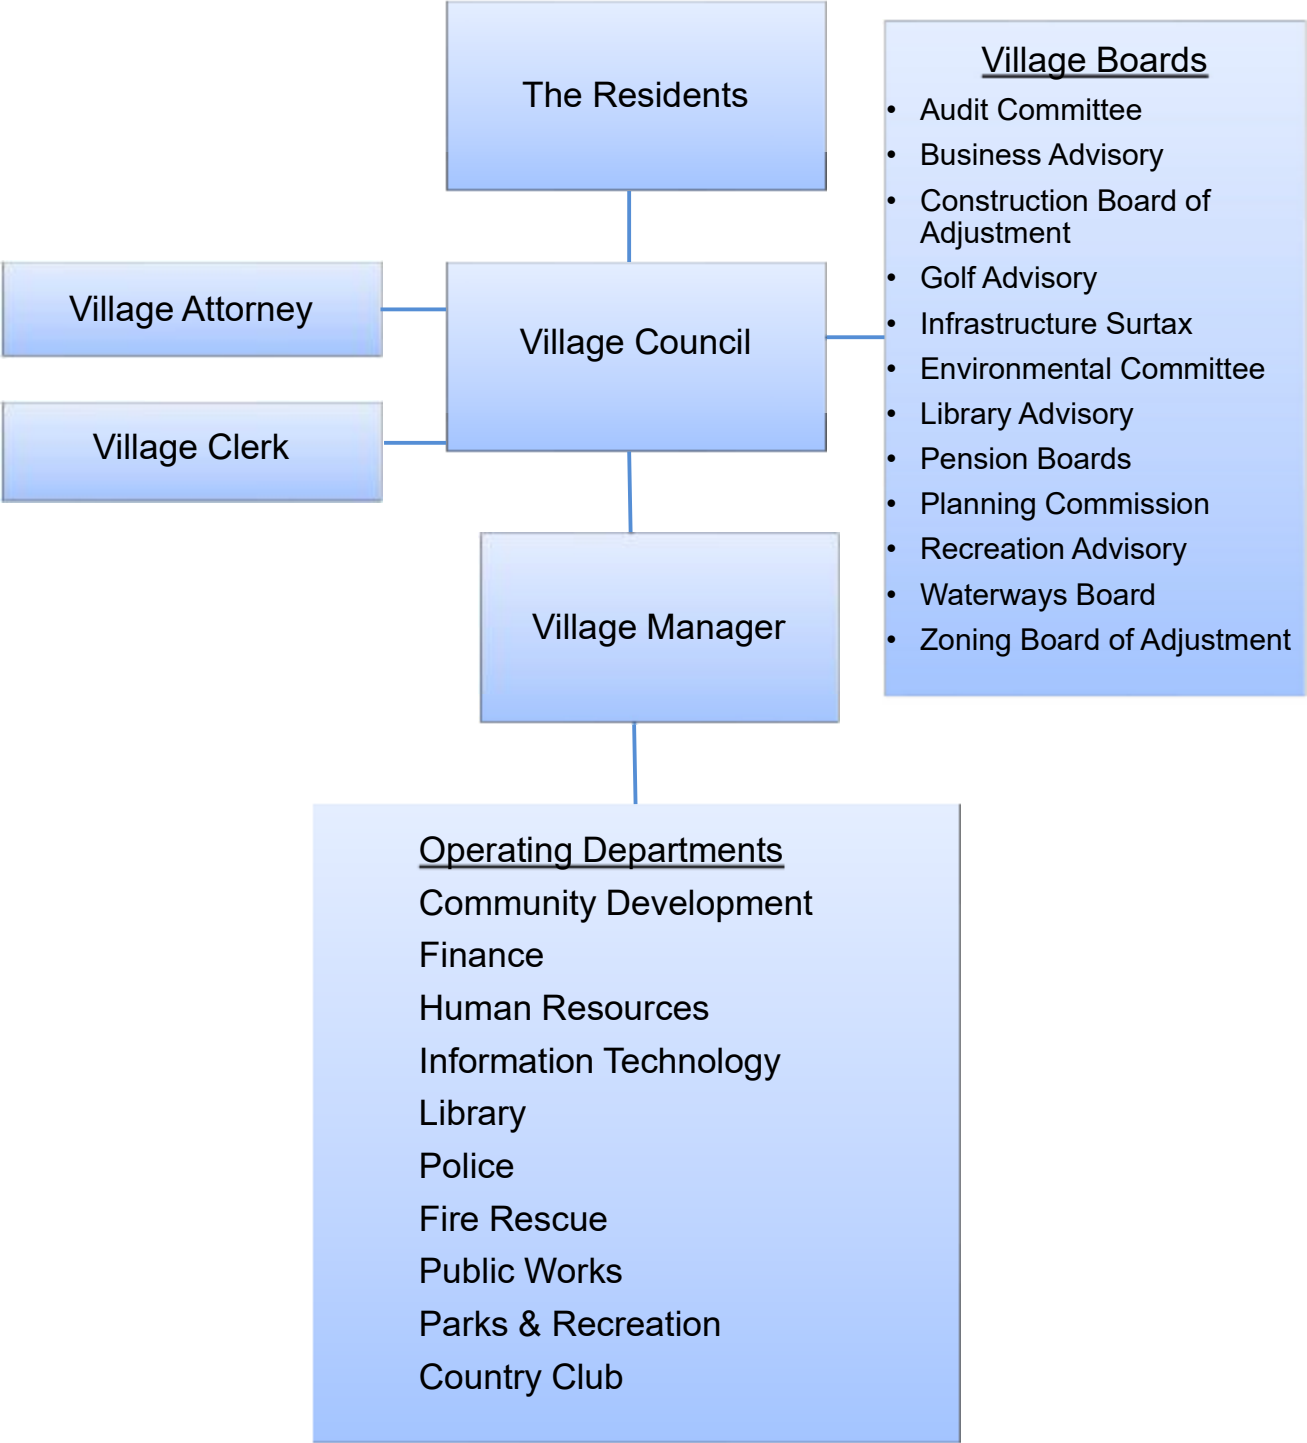 The Residents
Village Attorney
Village Clerk
Village Council
Village Boards
• Audit Committee
• Business Advisory
• Construction Board of
Adjustment
• Golf Advisory
• Infrastructure Surtax
• Environmental Committee
• Library Advisory
• Pension Boards
• Planning Commission
• Recreation Advisory
• Waterways Board
• Zoning Board of Adjustment
Village Manager
Operating Departments
Community Development
Finance
Human Resources
Information Technology
Library
Police
Fire Rescue
Public Works
Parks & Recreation
Country Club